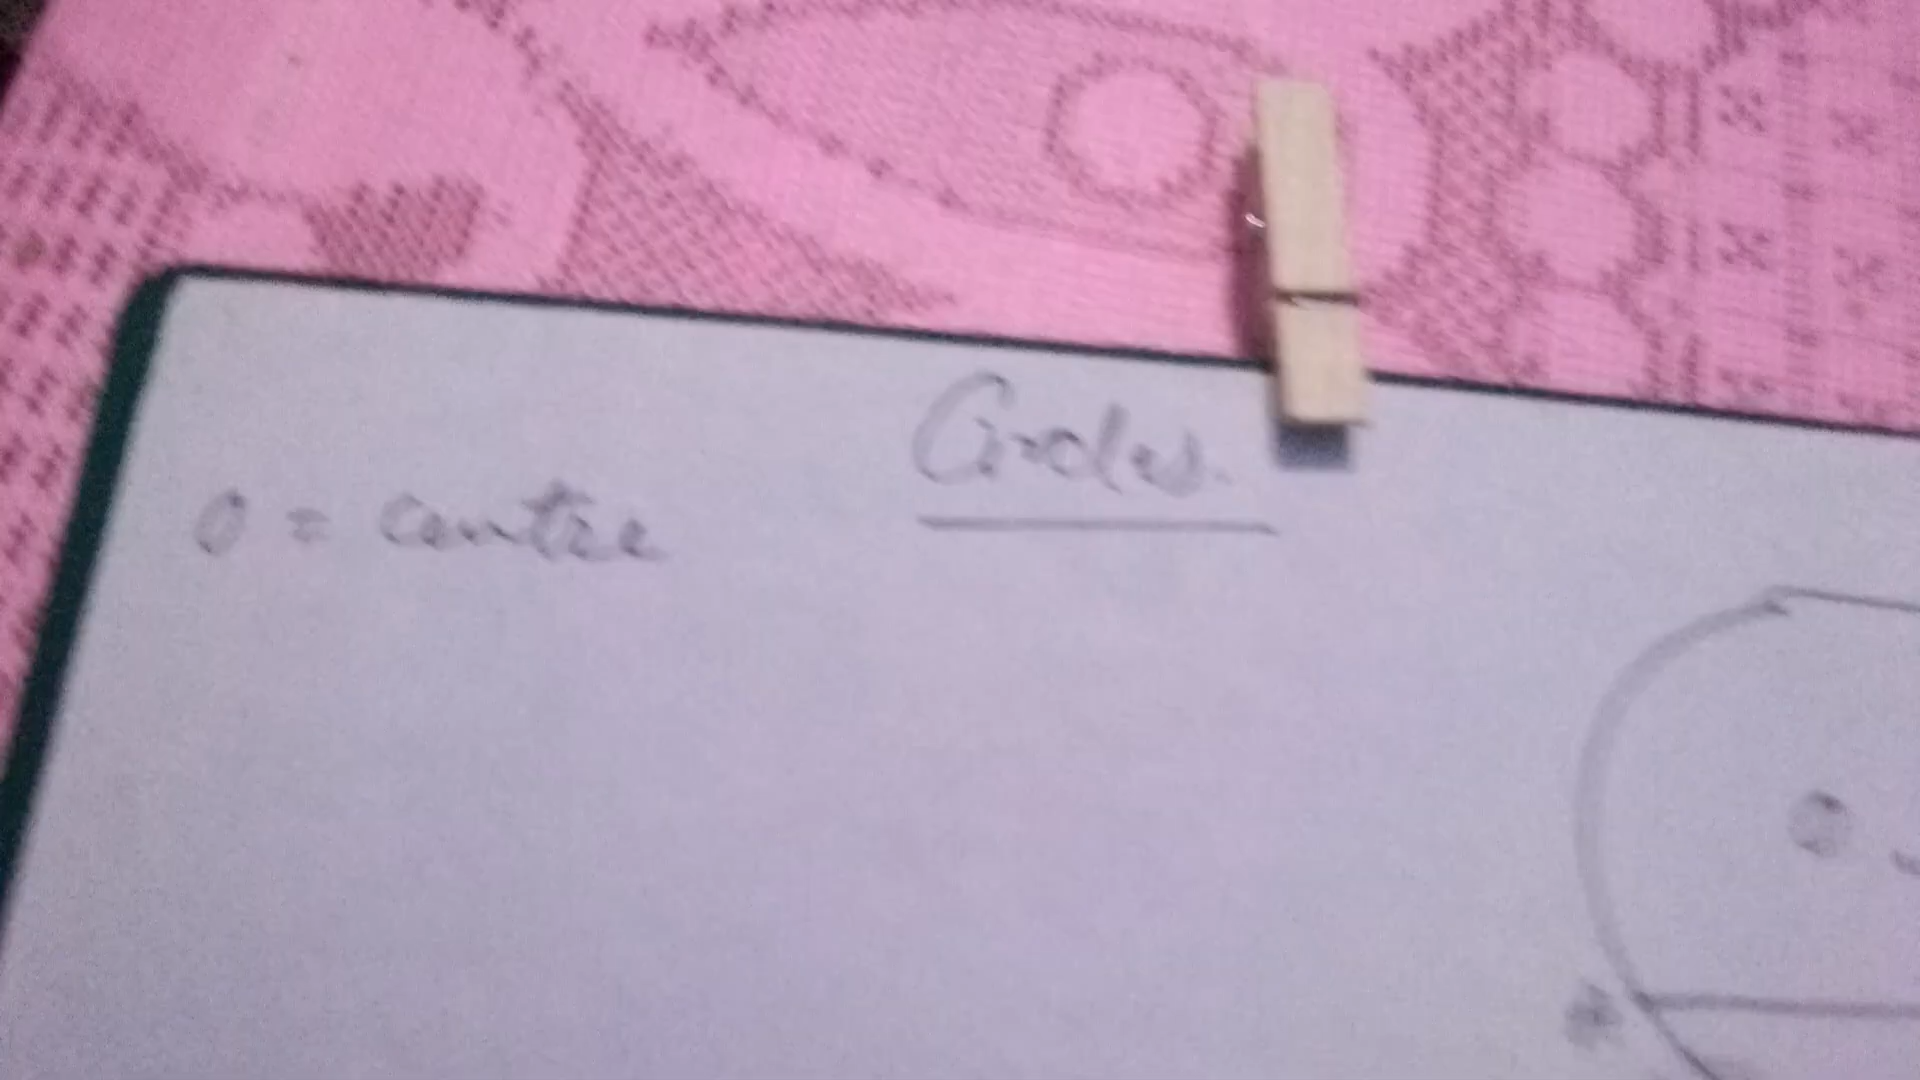 Circles.
O = centre
O